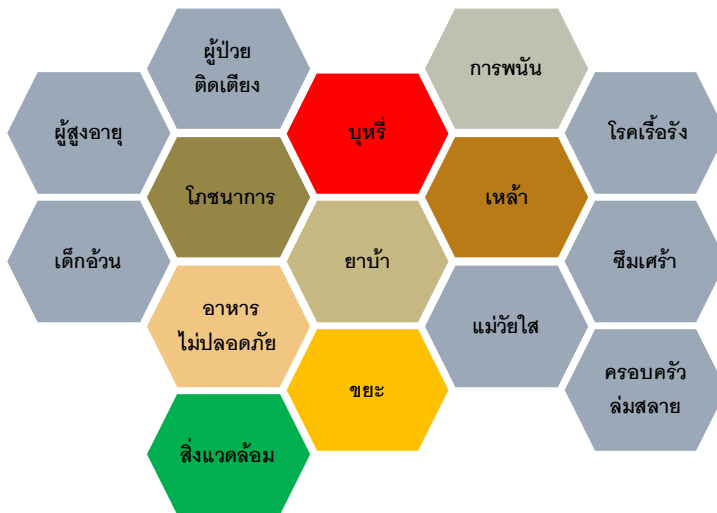 ผู้ป่วย
ติดเตียง
การพนัน
ผู้สูงอายุ
บุหรี่
โรคเรื้อรัง
โภชนาการ
เหล้า
เด็กอ้วน
ยาบ้า
ซึมเศร้า
อาหาร
ไม่ปลอดภัย
แม่วัยใส
ขยะ
ครอบครัว
ล่มสลาย
สิ่งแวดล้อม